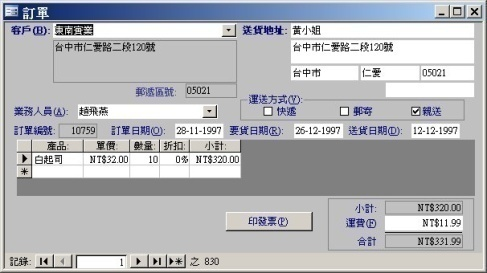 訂單
客戶(B): 東南實業 送貨地址: 黃小姐
台中市仁愛路二段120號 台中市仁愛路二段120號
台中市 仁愛 05021
郵遞區號: 05021
運送方式(V):
業務人員(A): 趙飛燕 快遞 郵寄 親送
訂單編號: 10759 訂單日期(O): 28-11-1997 要貨日期(R): 26-12-1997 送貨日期(D): 12-12-1997
產品: 單價: 數量: 折扣: 小計:
白起司 NT$32.00 10 0% NT$320.00
小計: NT$320.00
印發票(P) 運費(F) NT$11.99
合計 NT$331.99
記錄: 1 之 830